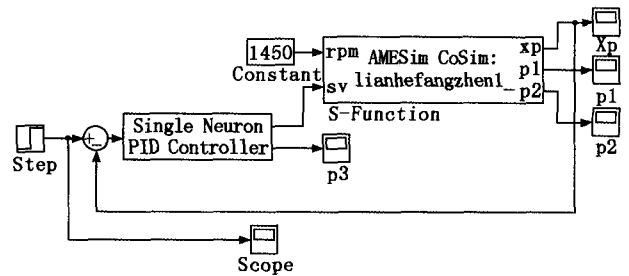 1450
Constant
rpm
sv
AMESim CoSim:
lianhefangzhen1_
xp
p1
p2
S-Function
Xp
p1
p2
Step
+
-
Single Neuron
PID Controller
p3
Scope